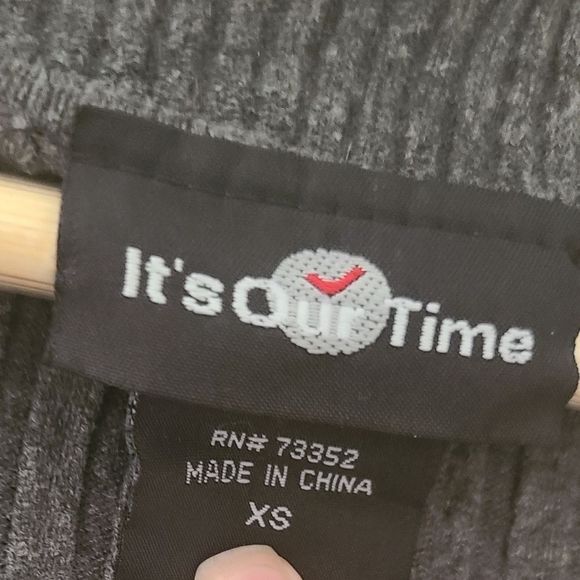 It's Our Time
RN# 73352
MADE IN CHINA
XS